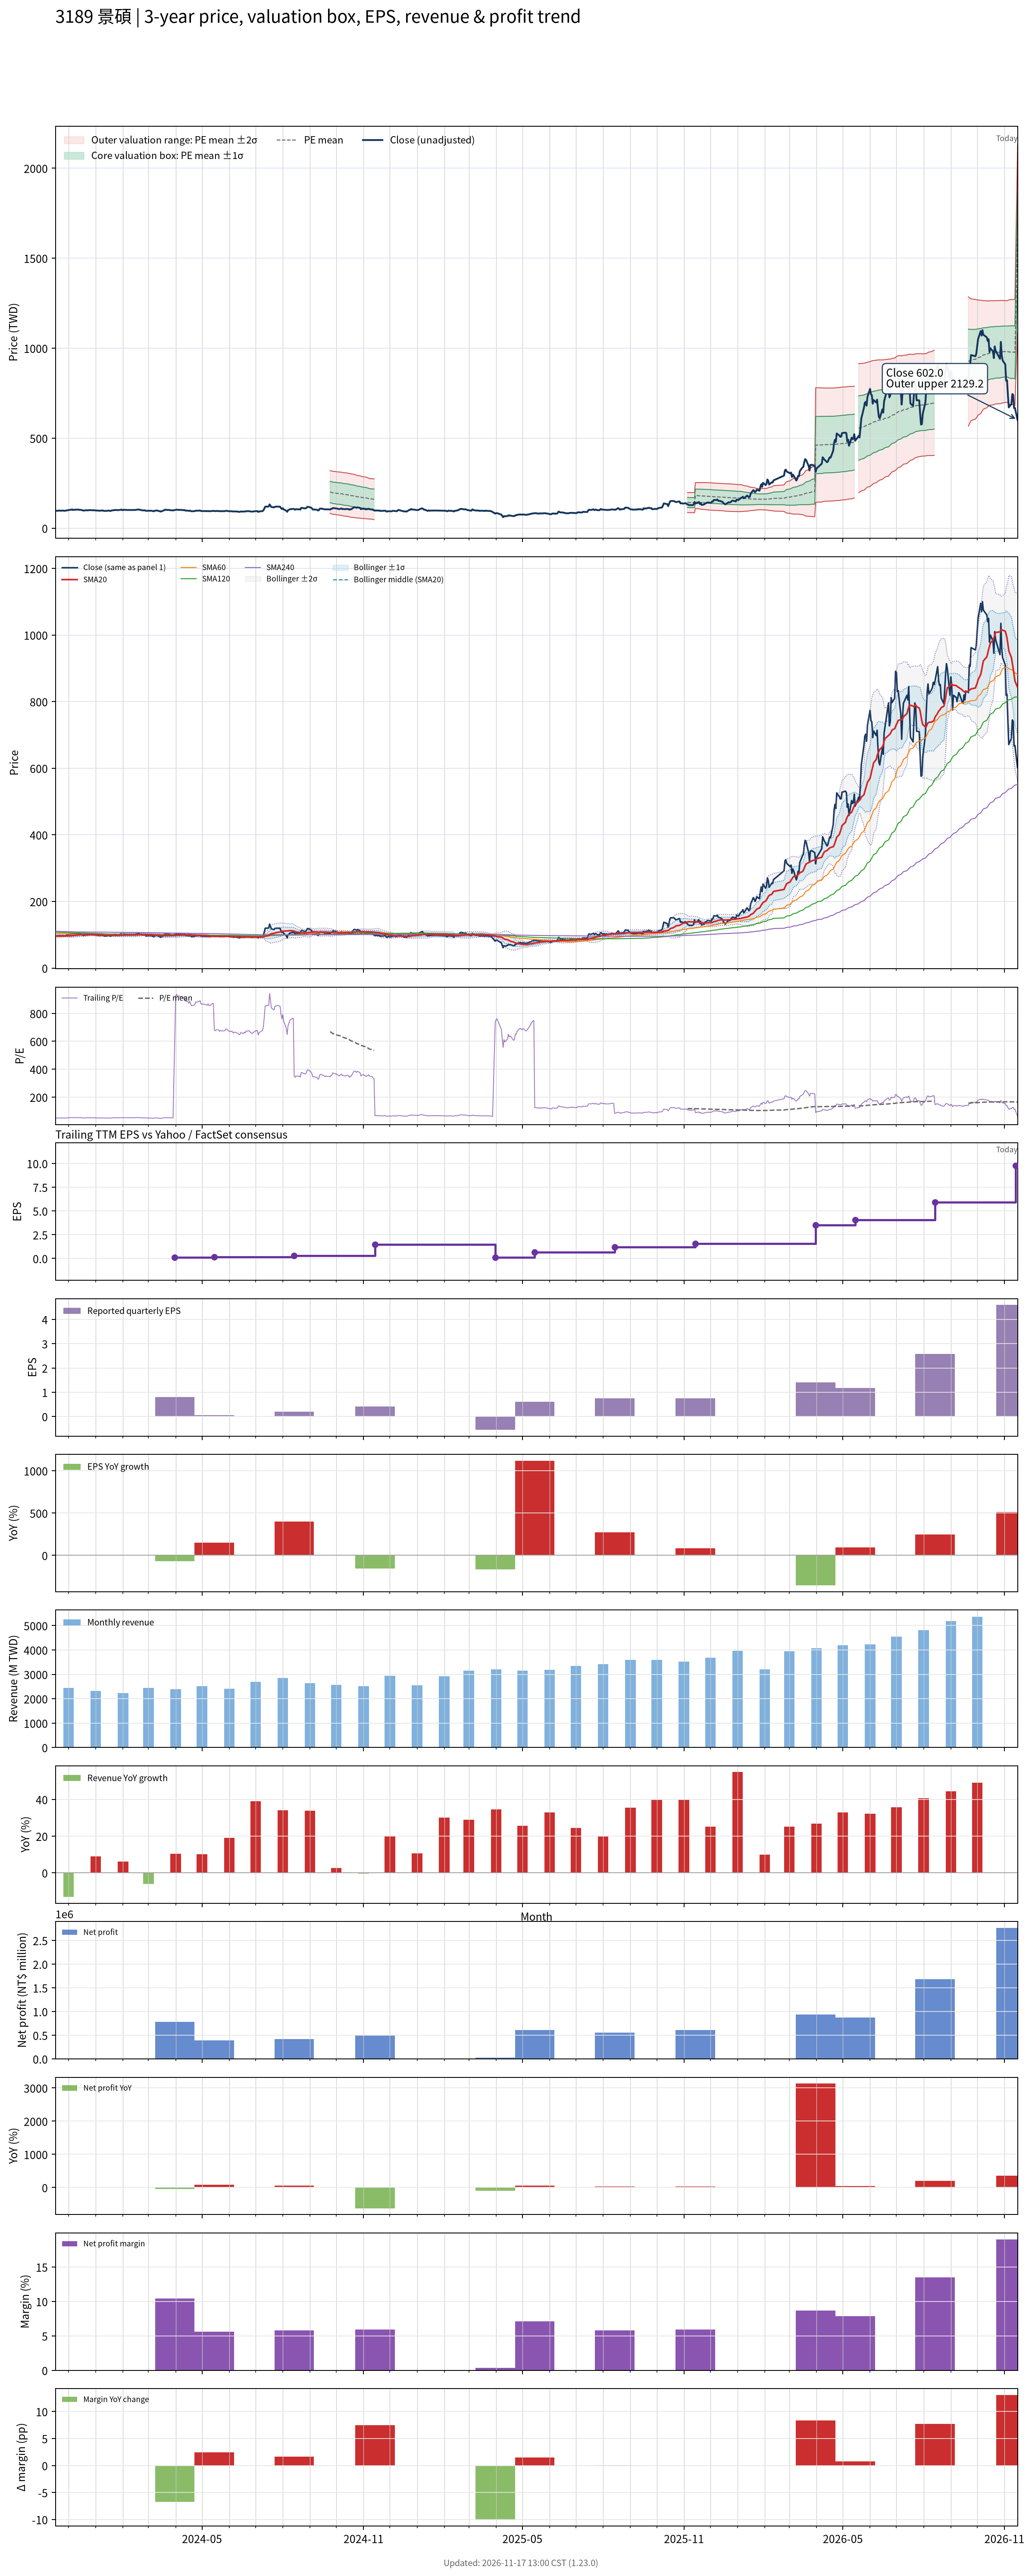 3189 景碩 | 3-year price, valuation box, EPS, revenue & profit trend
Outer valuation range: PE mean ±2σ
PE mean
Close (unadjusted)
Core valuation box: PE mean ±1σ
Today
2000
1500
1000
500
0
Price (TWD)
Close 602.0
Outer upper 2129.2
Close (same as panel 1)
SMA60
SMA240
Bollinger ±1σ
SMA20
SMA120
Bollinger ±2σ
Bollinger middle (SMA20)
1200
1000
800
600
400
200
0
Price
Trailing P/E
P/E mean
800
600
400
200
P/E
Trailing TTM EPS vs Yahoo / FactSet consensus
Today
10.0
7.5
5.0
2.5
0.0
EPS
Reported quarterly EPS
4
3
2
1
0
EPS
EPS YoY growth
1000
500
0
YoY (%)
Monthly revenue
5000
4000
3000
2000
1000
0
Revenue (M TWD)
Revenue YoY growth
40
20
0
YoY (%)
Month
1e6
Net profit
2.5
2.0
1.5
1.0
0.5
0.0
Net profit (NT$ million)
Net profit YoY
3000
2000
1000
0
YoY (%)
Net profit margin
15
10
5
0
Margin (%)
Margin YoY change
10
5
0
-5
-10
Δ margin (pp)
2024-05
2024-11
2025-05
2025-11
2026-05
2026-11
Updated: 2026-11-17 13:00 CST (1.23.0)